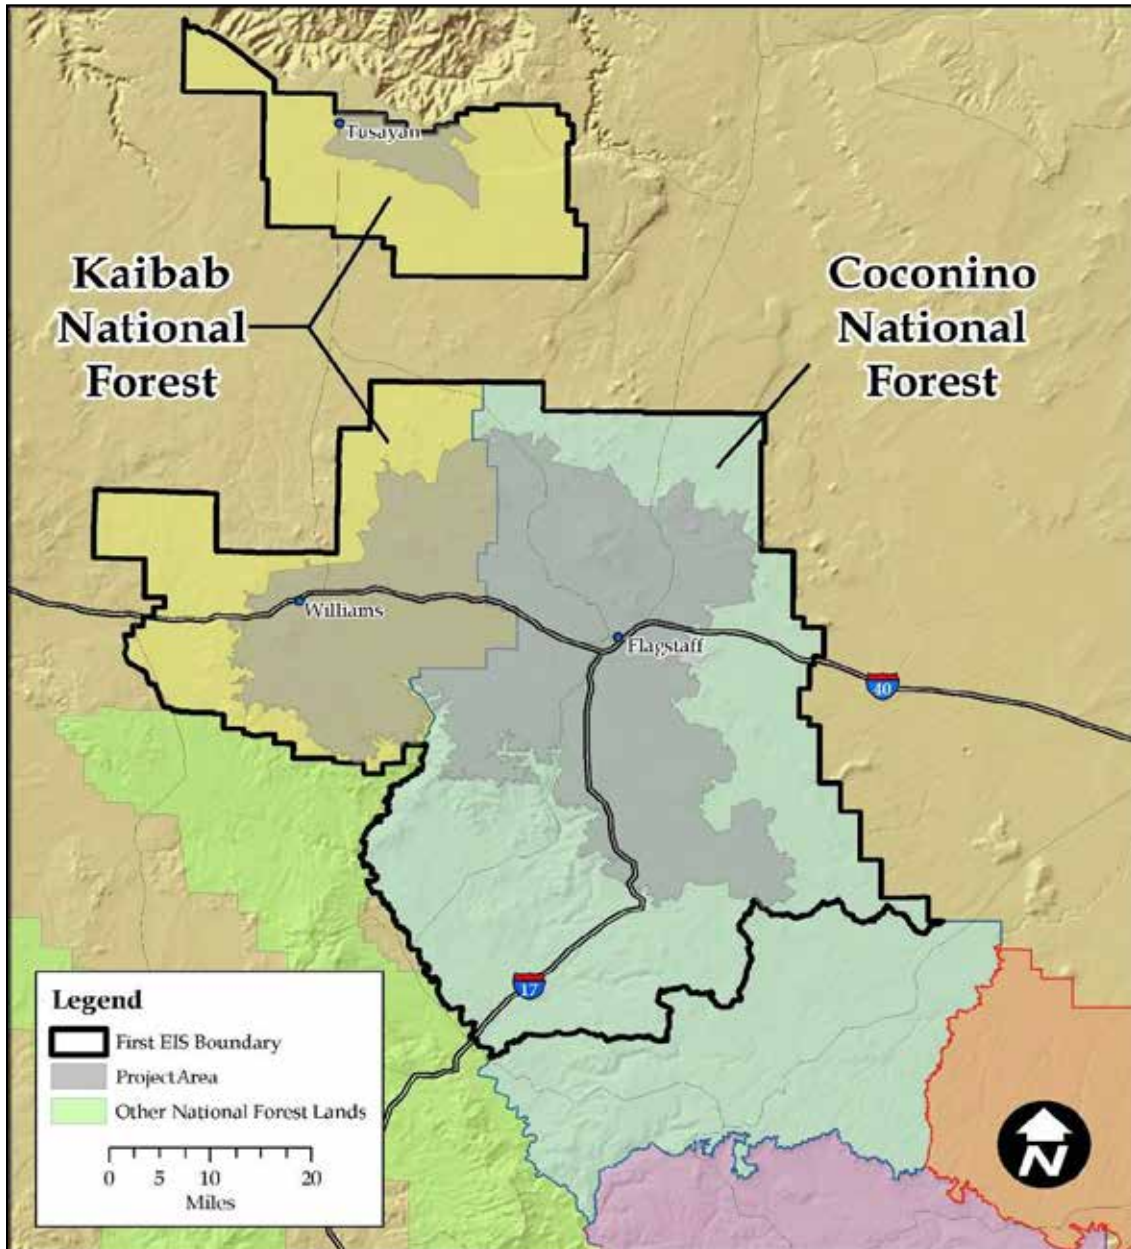 Tusayan
Kaibab
National
Forest
Coconino
National
Forest
Williams
Flagstaff
40
17
Legend
First EIS Boundary
Project Area
Other National Forest Lands
0 5 10 20
Miles
N